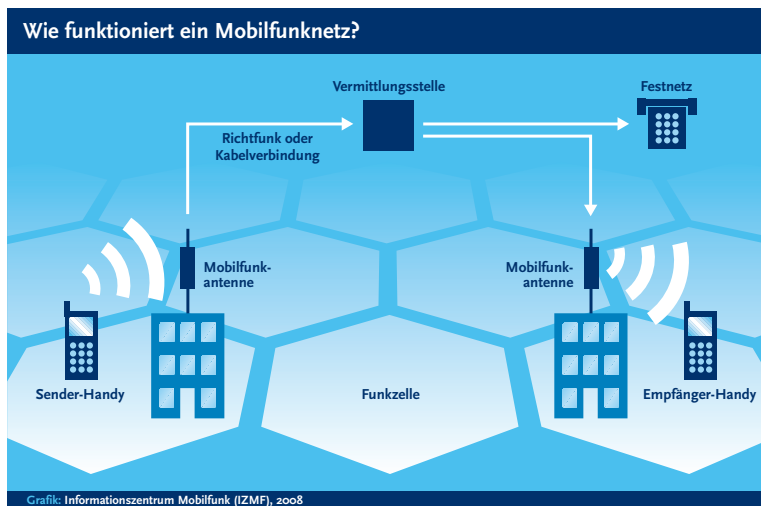 Wie funktioniert ein Mobilfunknetz?
Vermittlungsstelle
Festnetz
Richtfunk oder
Kabelverbindung
Mobilfunk-
antenne
Mobilfunk-
antenne
Sender-Handy
Funkzelle
Empfänger-Handy
Grafik: Informationszentrum Mobilfunk (IZMF), 2008